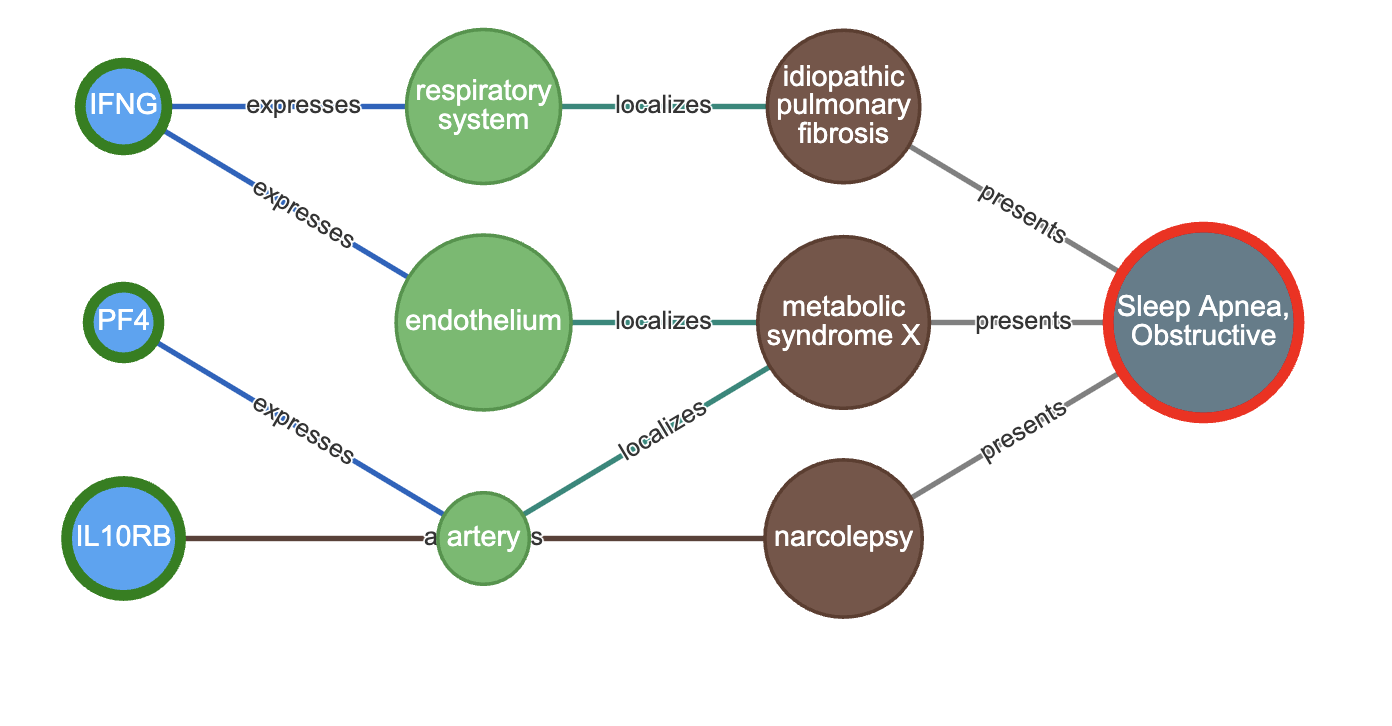 IFNG
expresses
respiratory
system
localizes
idiopathic
pulmonary
fibrosis
presents
expresses
PF4
endothelium
localizes
metabolic
syndrome X
presents
Sleep Apnea,
Obstructive
expresses
localizes
presents
IL10RB
artery
narcolepsy